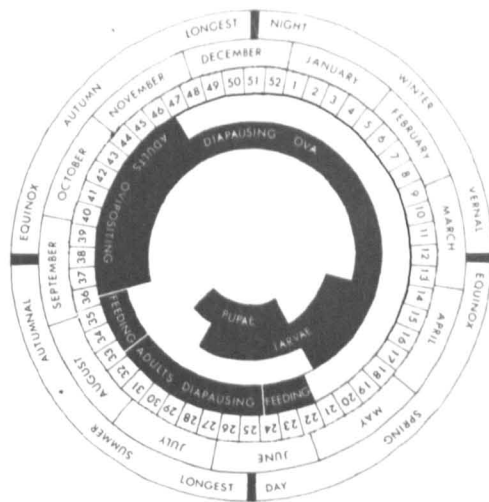 LONGEST NIGHT
WINTER
VERNAL EQUINOX
SPRING
LONGEST DAY
SUMMER
AUTUMNAL EQUINOX
AUTUMN
JANUARY
FEBRUARY
MARCH
APRIL
MAY
JUNE
JULY
AUGUST
SEPTEMBER
OCTOBER
NOVEMBER
DECEMBER
1 2 3 4 5 6 7 8 9 10 11 12 13 14 15 16 17 18 19 20 21 22 23 24 25 26 27 28 29 30 31 32 33 34 35 36 37 38 39 40 41 42 43 44 45 46 47 48 49 50 51 52
DIAPAUSING OVA
LARVAE
PUPAE
FEEDING
ADULTS DIAPAUSING
FEEDING
ADULTS OVIPOSITING